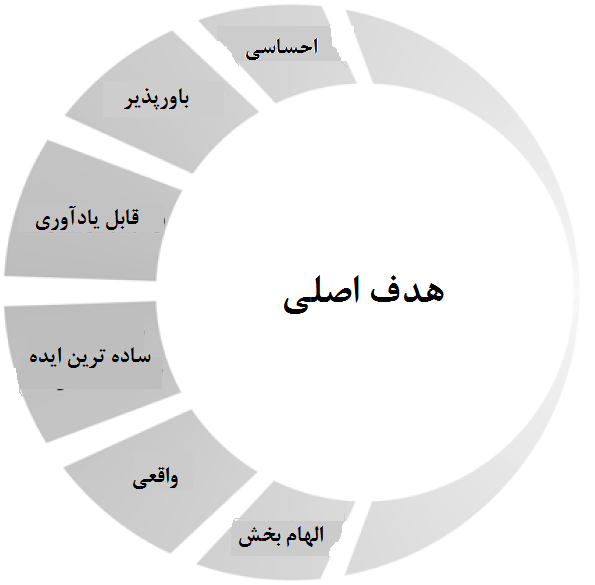 احساسی
باورپذیر
قابل یادآوری
هدف اصلی
ساده ترین ایده
واقعی
الهام بخش